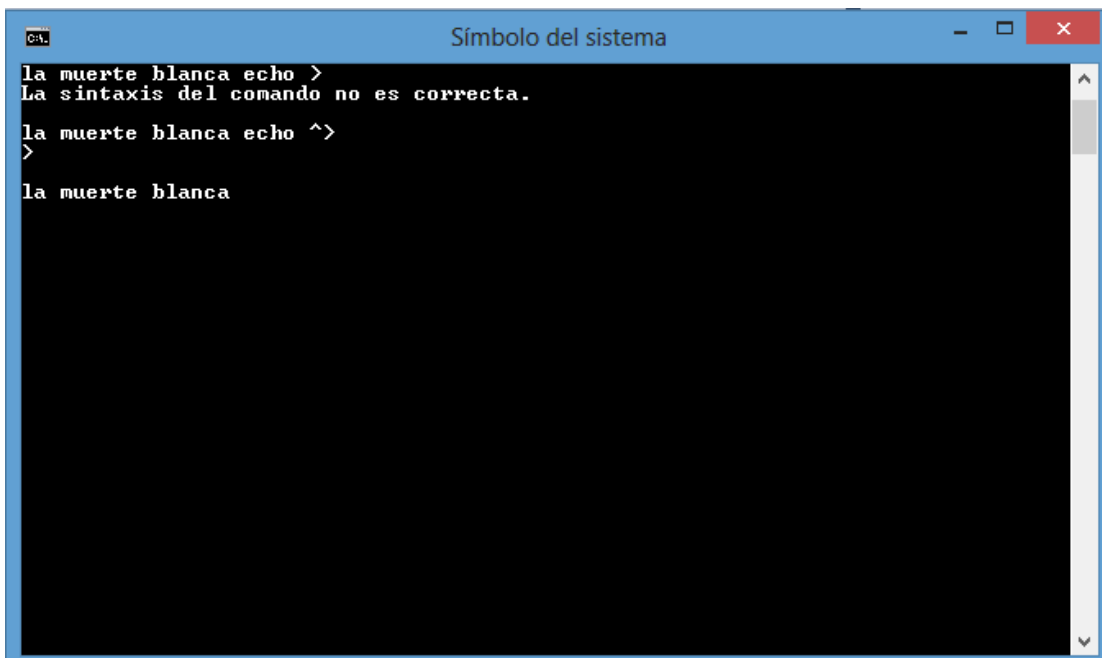 C:\.
Símbolo del sistema
la muerte blanca echo >
La sintaxis del comando no es correcta.
la muerte blanca echo ^>
>
la muerte blanca